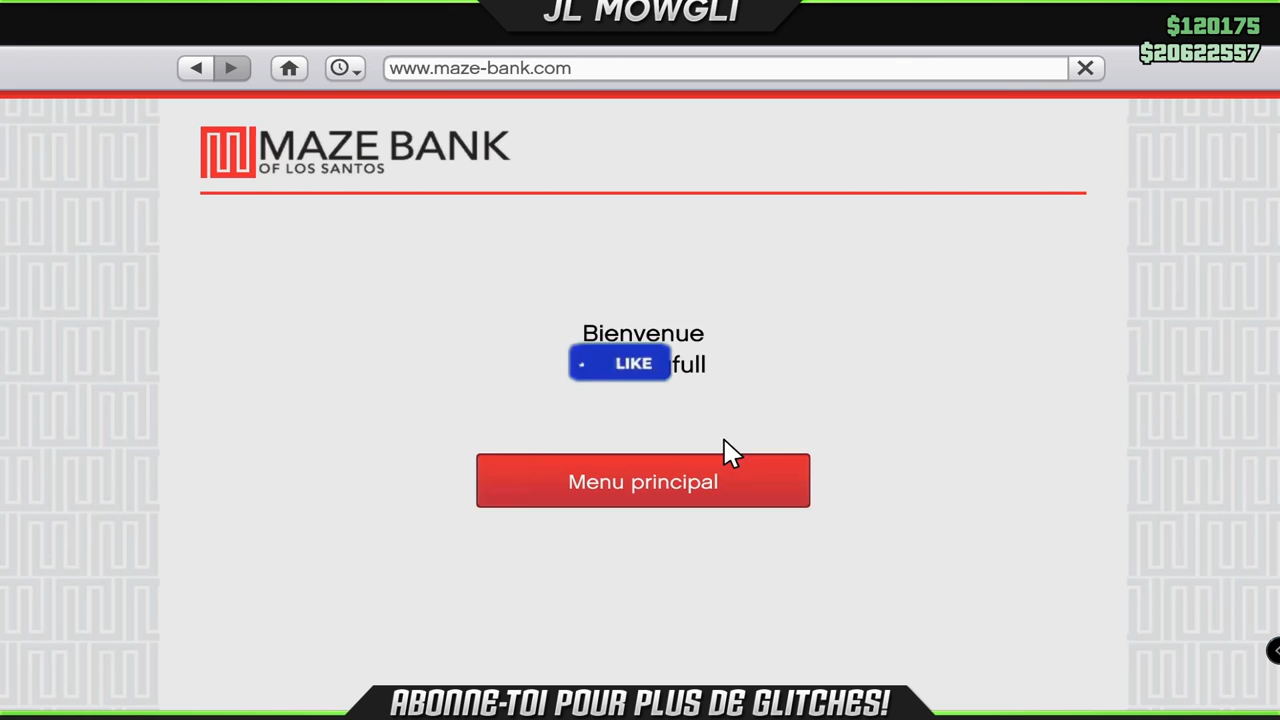 JL MOWGLI
$120175
$20622557
www.maze-bank.com
MAZE BANK
OF LOS SANTOS
Bienvenue
LIKE full
Menu principal
ABONNE-TOI POUR PLUS DE GLITCHES!